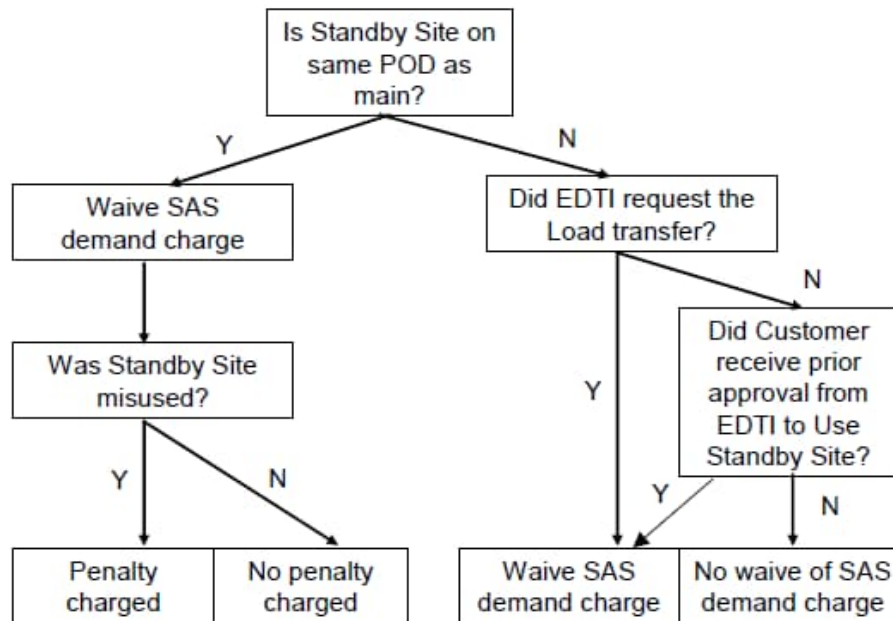 Is Standby Site on
same POD as
main?
Y
N
Waive SAS
demand charge
Did EDTI request the
Load transfer?
N
Was Standby Site
misused?
Did Customer
receive prior
approval from
EDTI to Use
Standby Site?
Y
Y
N
Y
N
Penalty
charged
No penalty
charged
Waive SAS
demand charge
No waive of SAS
demand charge